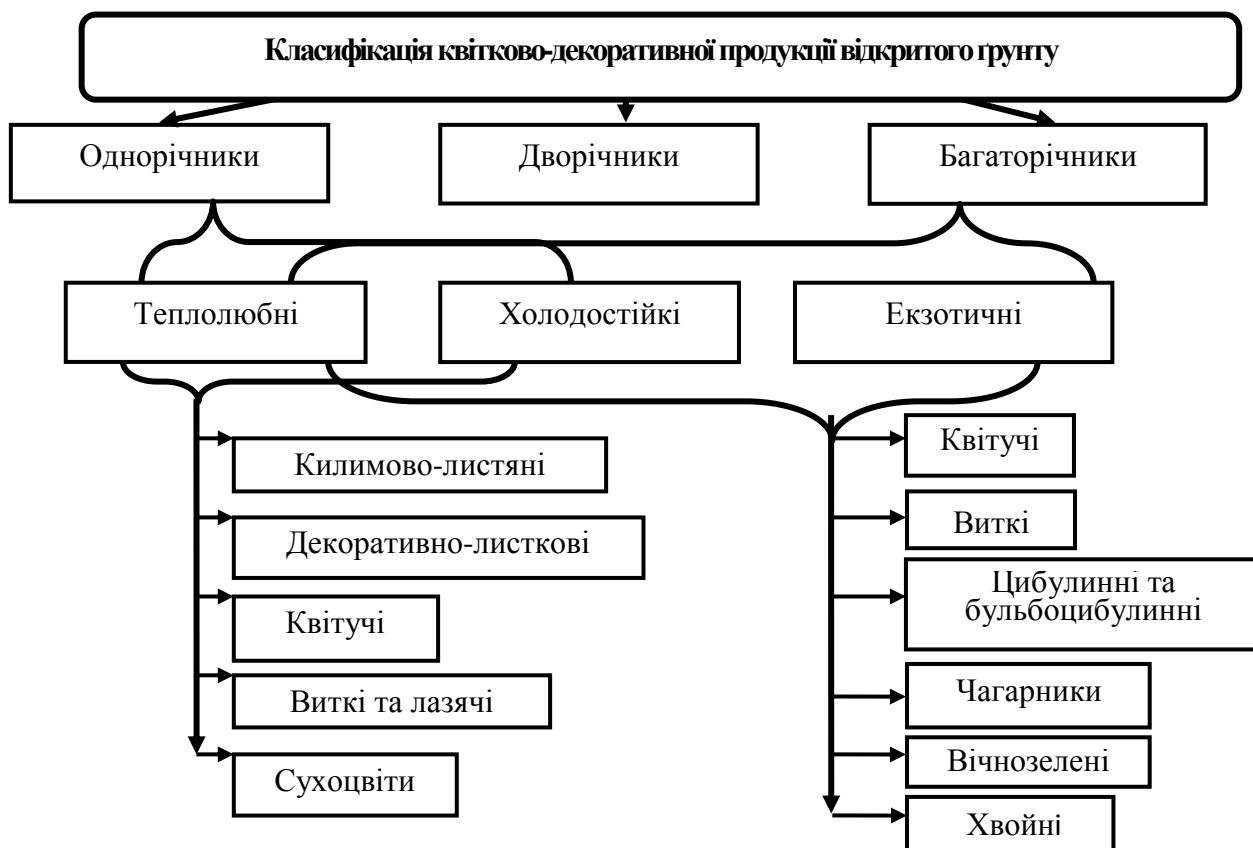 Класифікація квітково-декоративної продукції відкритого ґрунту
Однорічники
Дворічники
Багаторічники
Теплолюбні
Холодостійкі
Екзотичні
Килимово-листяні
Декоративно-листкові
Квітучі
Виткі та лазячі
Сухоцвіти
Квітучі
Виткі
Цибулинні та
бульбоцибулинні
Чагарники
Вічнозелені
Хвойні